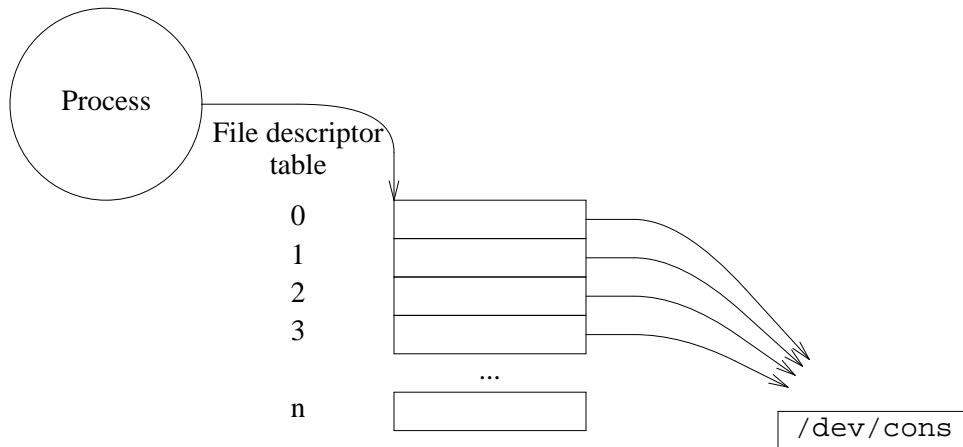 Process
File descriptor
table
0
1
2
3
...
n
/dev/cons